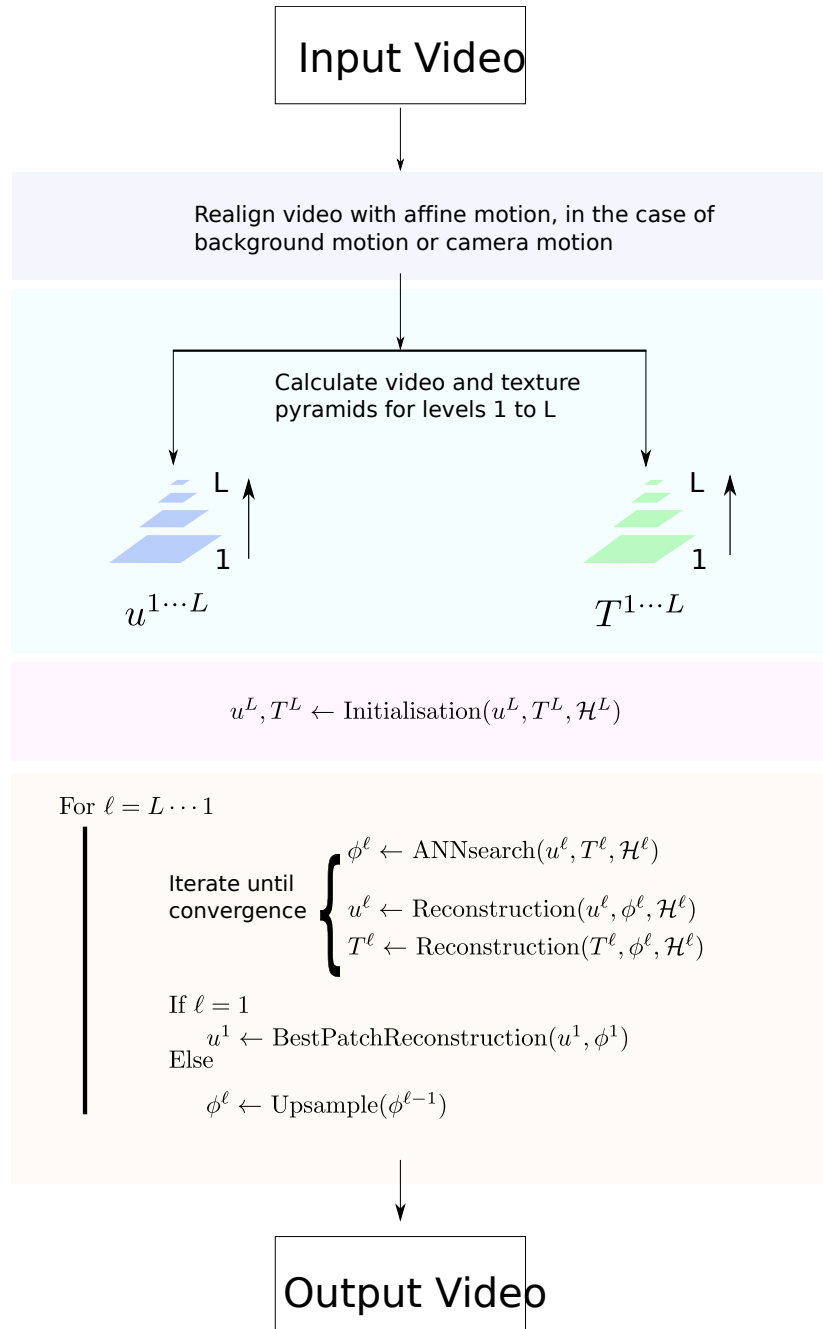 Input Video
Realign video with affine motion, in the case of
background motion or camera motion
Calculate video and texture
pyramids for levels 1 to L
L
1
u^{1···L}
L
1
T^{1···L}
u^L, T^L ← Initialisation(u^L, T^L, ℋ^L)
For ℓ = L ··· 1
Iterate until
convergence
ϕ^ℓ ← ANNsearch(u^ℓ, T^ℓ, ℋ^ℓ)
u^ℓ ← Reconstruction(u^ℓ, ϕ^ℓ, ℋ^ℓ)
T^ℓ ← Reconstruction(T^ℓ, ϕ^ℓ, ℋ^ℓ)
If ℓ = 1
u^1 ← BestPatchReconstruction(u^1, ϕ^1)
Else
ϕ^ℓ ← Upsample(ϕ^{ℓ−1})
Output Video